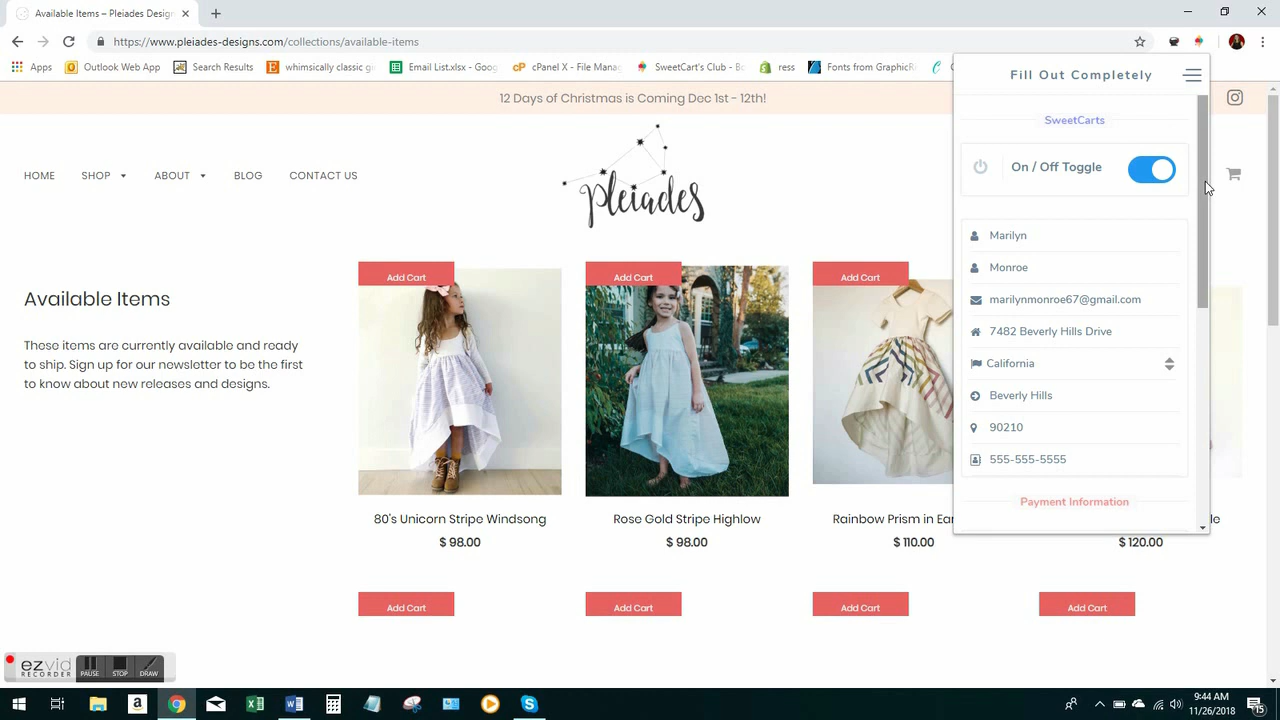 Available Items – Pleiades Design
https://www.pleiades-designs.com/collections/available-items
Apps
Outlook Web App
Search Results
whimsically classic gi
Email List.xlsx - Goo
cPanel X - File Mana
SweetCart's Club - B
ress
Fonts from GraphicR
12 Days of Christmas is Coming Dec 1st - 12th!
pleiades
HOME
SHOP
ABOUT
BLOG
CONTACT US
Available Items
These items are currently available and ready
to ship. Sign up for our newsletter to be the first
to know about new releases and designs.
Add Cart
Add Cart
Add Cart
80's Unicorn Stripe Windsong
Rose Gold Stripe Highlow
Rainbow Prism in Ear
$ 98.00
$ 98.00
$ 110.00
$ 120.00
Add Cart
Add Cart
Add Cart
Add Cart
Fill Out Completely
SweetCarts
On / Off Toggle
Marilyn
Monroe
marilynmonroe67@gmail.com
7482 Beverly Hills Drive
California
Beverly Hills
90210
555-555-5555
Payment Information
ezvid
RECORDER
PAUSE
STOP
DRAW
9:44 AM
11/26/2018